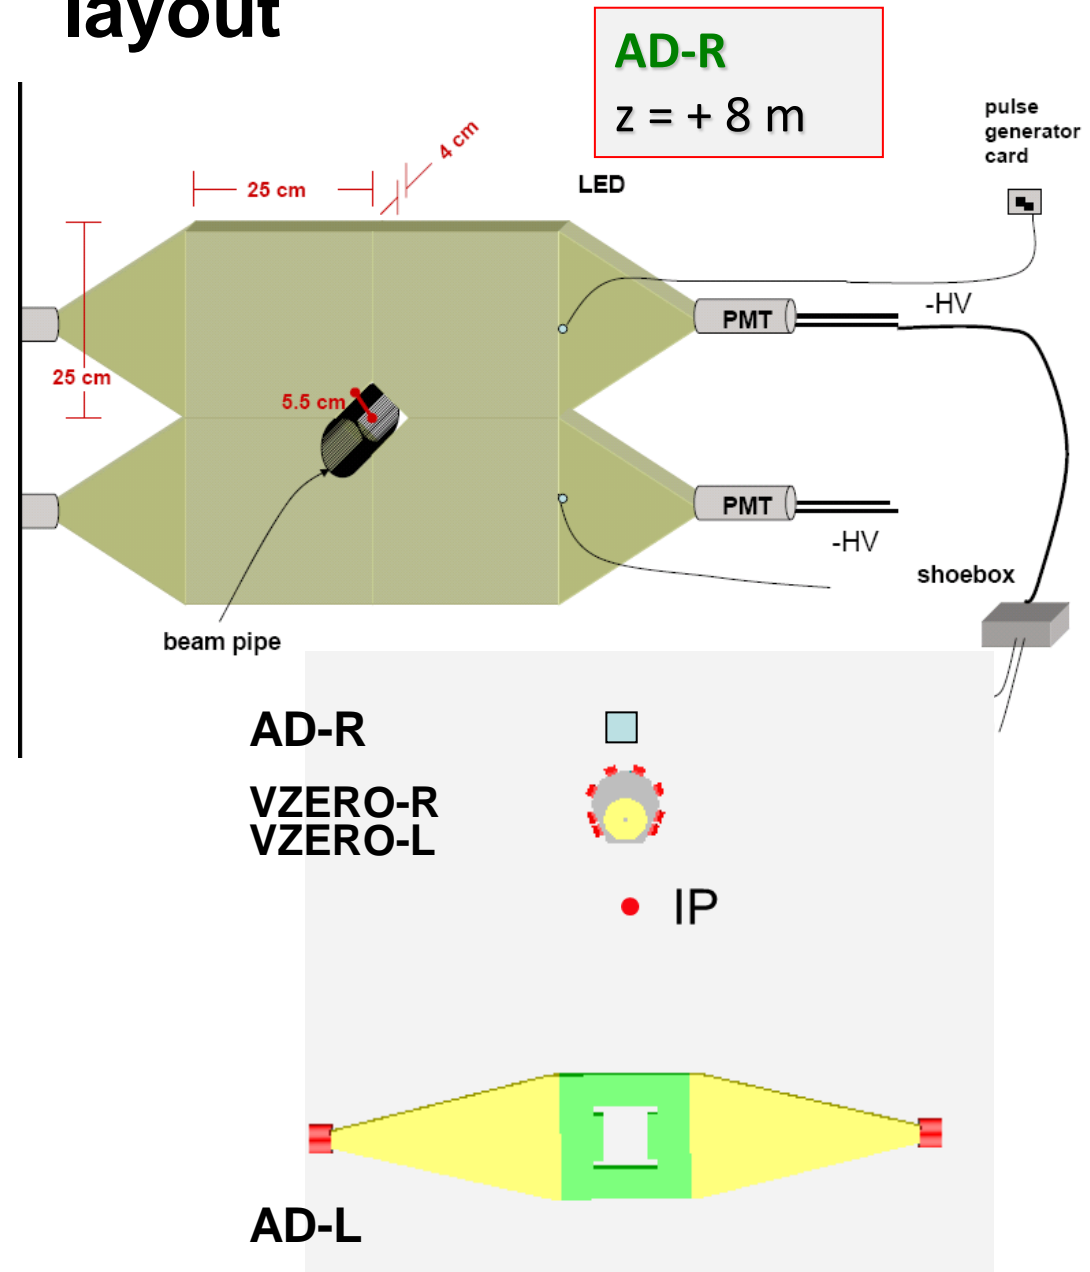 layout
AD-R
z = + 8 m
pulse
generator
card
4 cm
25 cm
LED
-HV
PMT
25 cm
5.5 cm
PMT
-HV
shoebox
beam pipe
AD-R
VZERO-R
VZERO-L
IP
AD-L